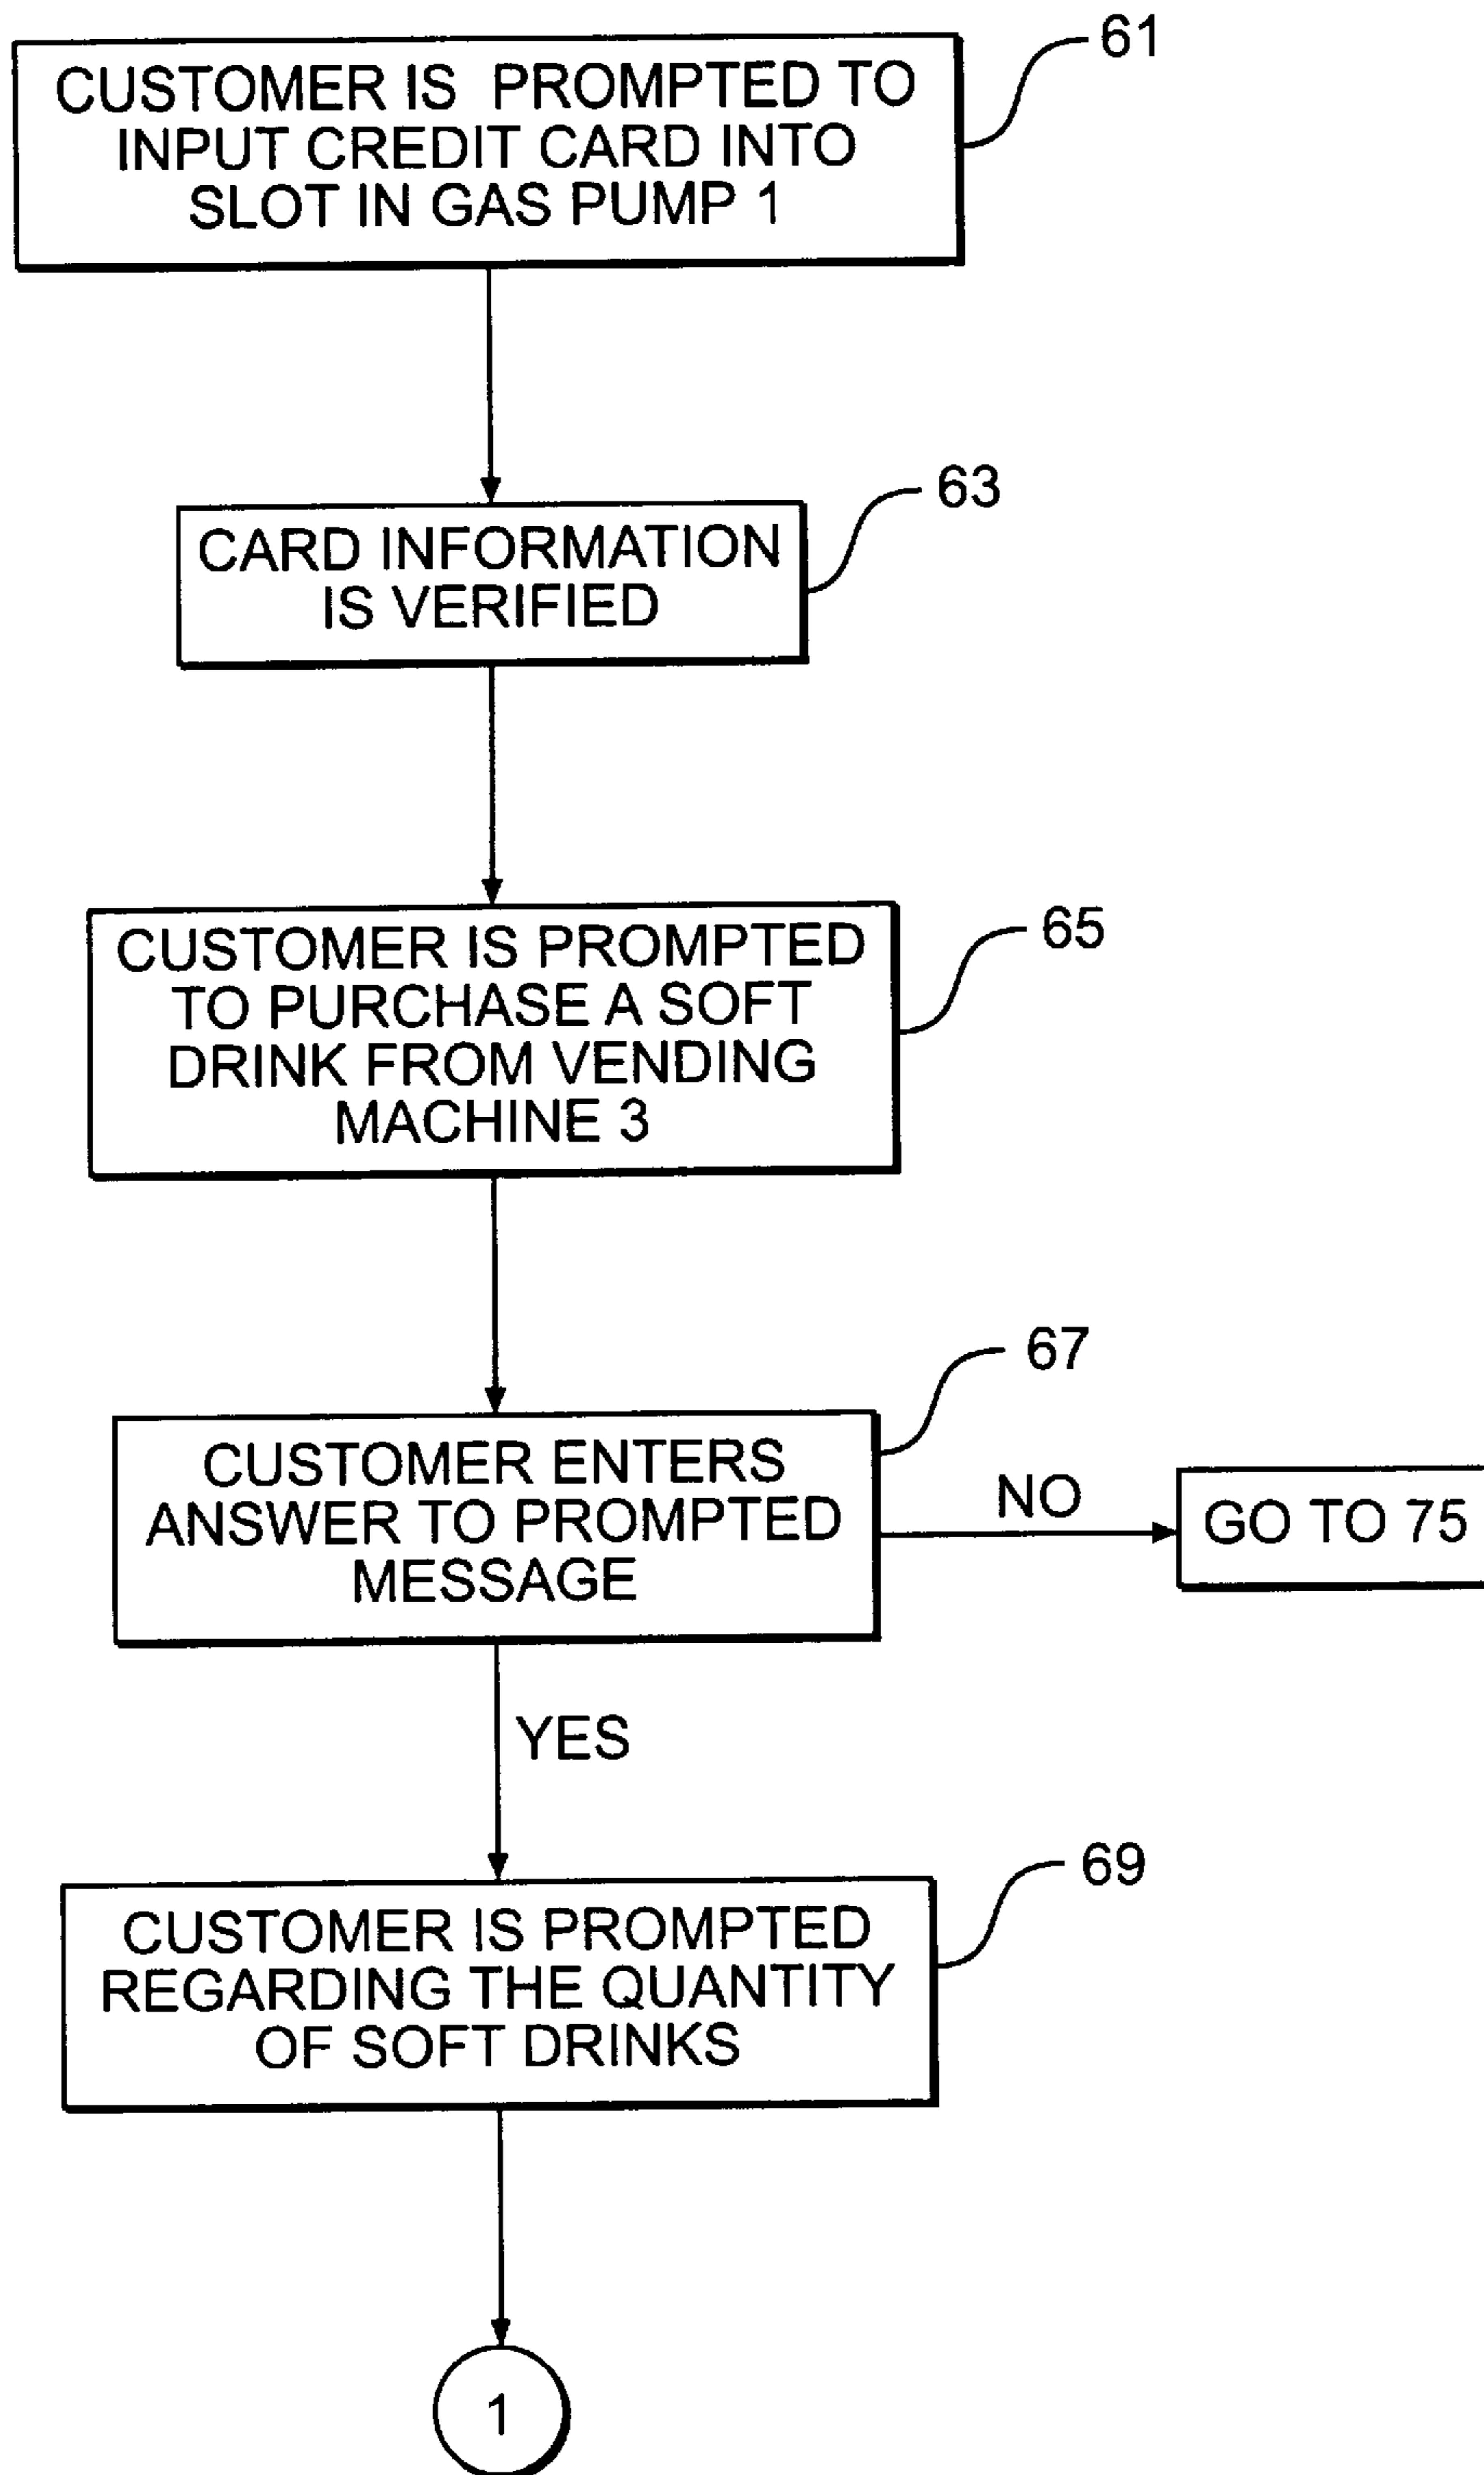 61
CUSTOMER IS PROMPTED TO
INPUT CREDIT CARD INTO
SLOT IN GAS PUMP 1
63
CARD INFORMATION
IS VERIFIED
65
CUSTOMER IS PROMPTED
TO PURCHASE A SOFT
DRINK FROM VENDING
MACHINE 3
67
CUSTOMER ENTERS
ANSWER TO PROMPTED
MESSAGE
NO
GO TO 75
YES
69
CUSTOMER IS PROMPTED
REGARDING THE QUANTITY
OF SOFT DRINKS
1